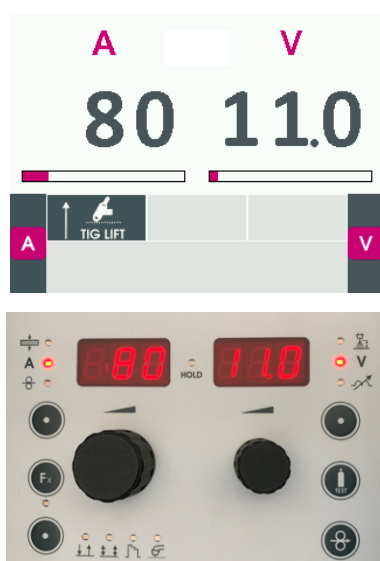 A V
80 11.0
TIG LIFT
A V
80 11.0
A HOLD V
Fx TEST